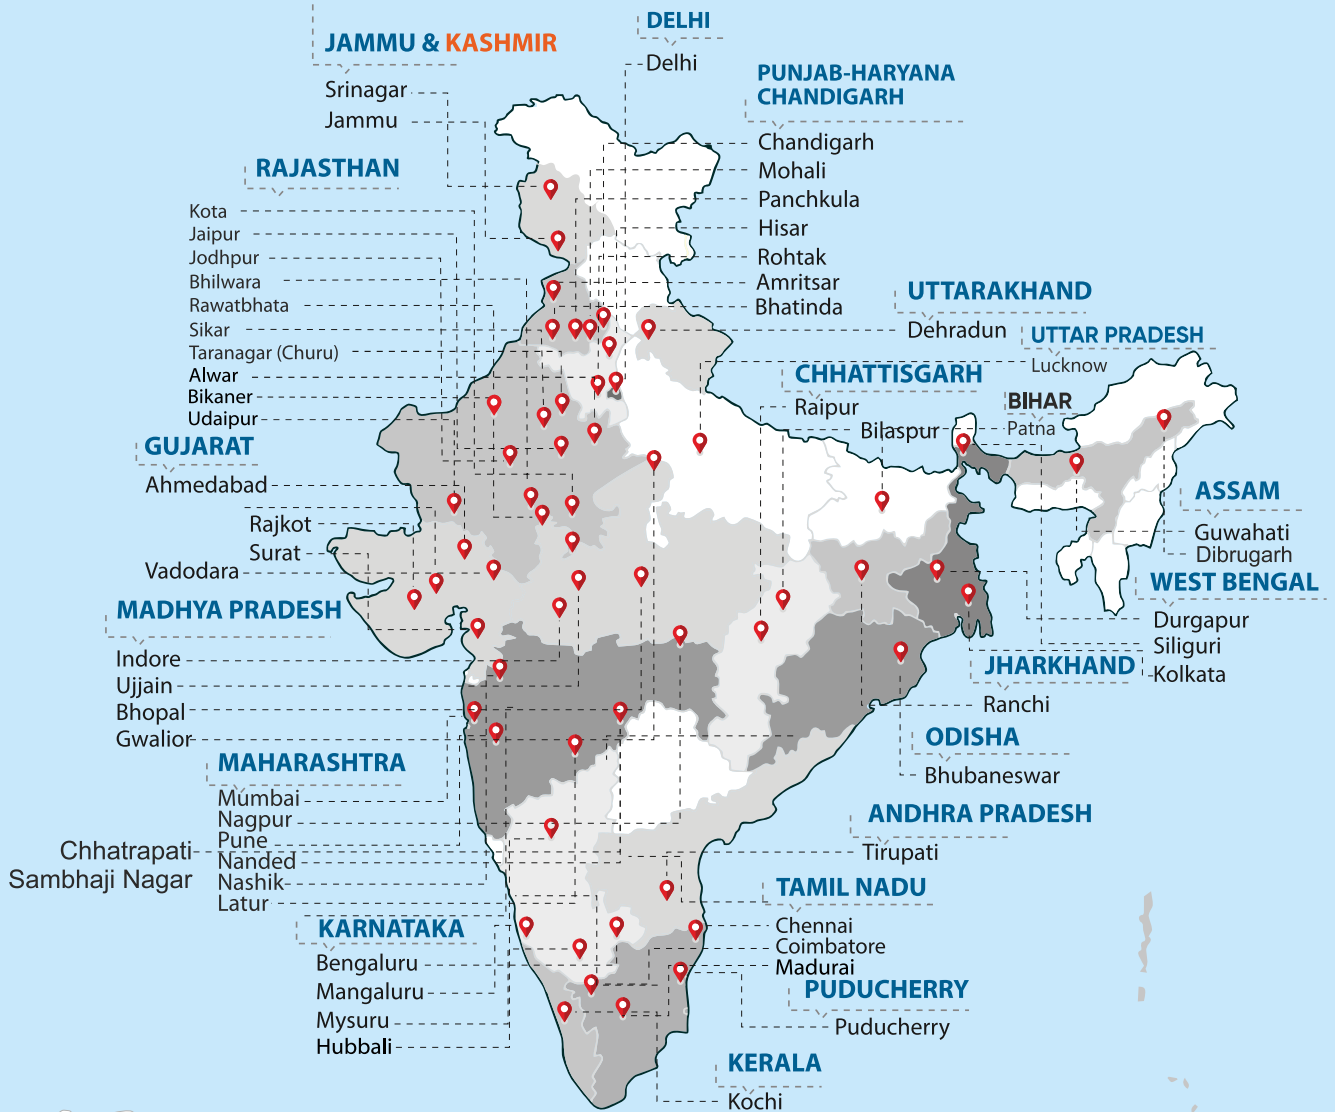 JAMMU & KASHMIR
Srinagar
Jammu
DELHI
Delhi
PUNJAB-HARYANA
CHANDIGARH
Chandigarh
Mohali
Panchkula
Hisar
Rohtak
Amritsar
Bhatinda
RAJASTHAN
Kota
Jaipur
Jodhpur
Bhilwara
Rawatbhata
Sikar
Taranagar (Churu)
Alwar
Bikaner
Udaipur
UTTARAKHAND
Dehradun
UTTAR PRADESH
Lucknow
CHHATTISGARH
Raipur
Bilaspur
BIHAR
Patna
GUJARAT
Ahmedabad
Rajkot
Surat
Vadodara
ASSAM
Guwahati
Dibrugarh
WEST BENGAL
Durgapur
Siliguri
Kolkata
MADHYA PRADESH
Indore
Ujjain
Bhopal
Gwalior
JHARKHAND
Ranchi
ODISHA
Bhubaneswar
MAHARASHTRA
Mumbai
Nagpur
Pune
Nanded
Nashik
Latur
Chhatrapati
Sambhaji Nagar
ANDHRA PRADESH
Tirupati
TAMIL NADU
Chennai
Coimbatore
Madurai
KARNATAKA
Bengaluru
Mangaluru
Mysuru
Hubbali
PUDUCHERRY
Puducherry
KERALA
Kochi